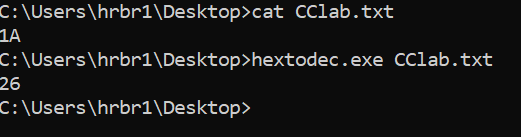 C:\Users\hrbr1\Desktop>cat CClab.txt
1A
C:\Users\hrbr1\Desktop>hextodec.exe CClab.txt
26
C:\Users\hrbr1\Desktop>